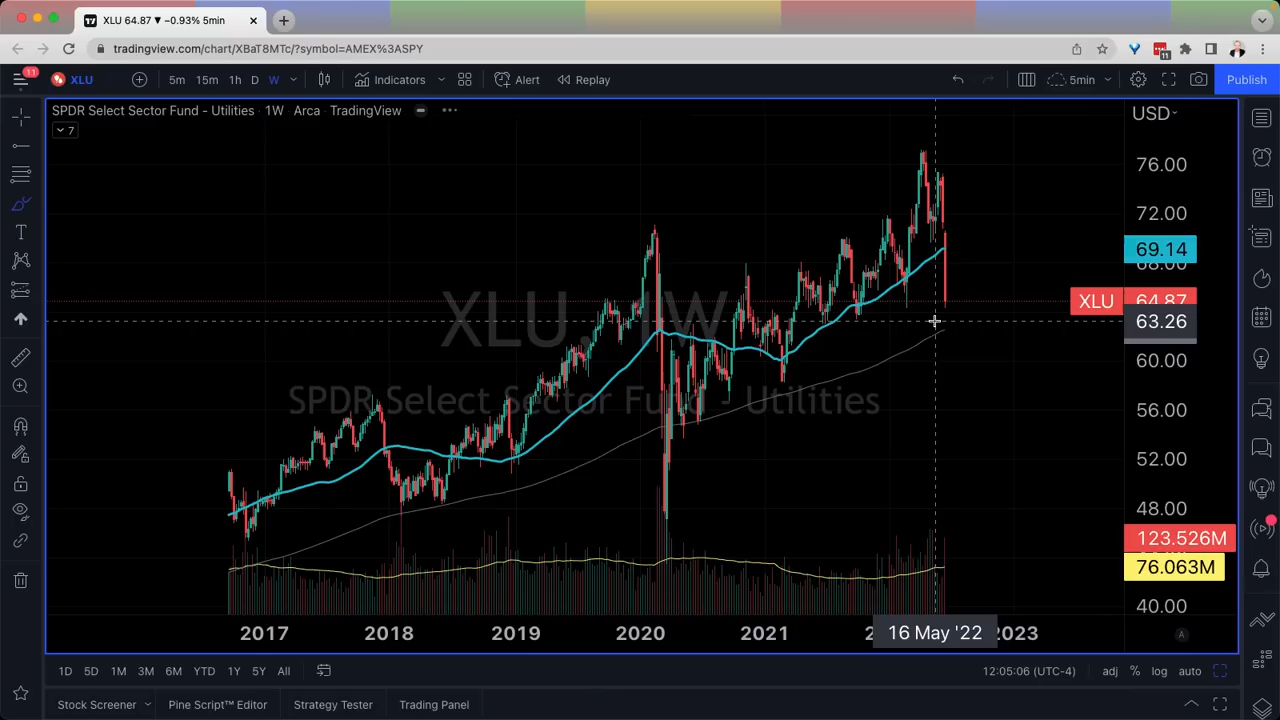 XLU 64.87 ▼ −0.93% 5min
tradingview.com/chart/XBaT8MTc/?symbol=AMEX%3ASPY
11
11
XLU
5m 15m 1h D W
Indicators
Alert
Replay
5min
Publish
SPDR Select Sector Fund - Utilities · 1W · Arca · TradingView
7
USD
76.00
72.00
69.14
68.00
XLU 64.87
63.26
60.00
56.00
52.00
48.00
123.526M
76.063M
40.00
XLU, 1W
SPDR Select Sector Fund - Utilities
2017 2018 2019 2020 2021 16 May '22 2023
A
1D 5D 1M 3M 6M YTD 1Y 5Y All
12:05:06 (UTC-4) adj % log auto
Stock Screener Pine Script™ Editor Strategy Tester Trading Panel